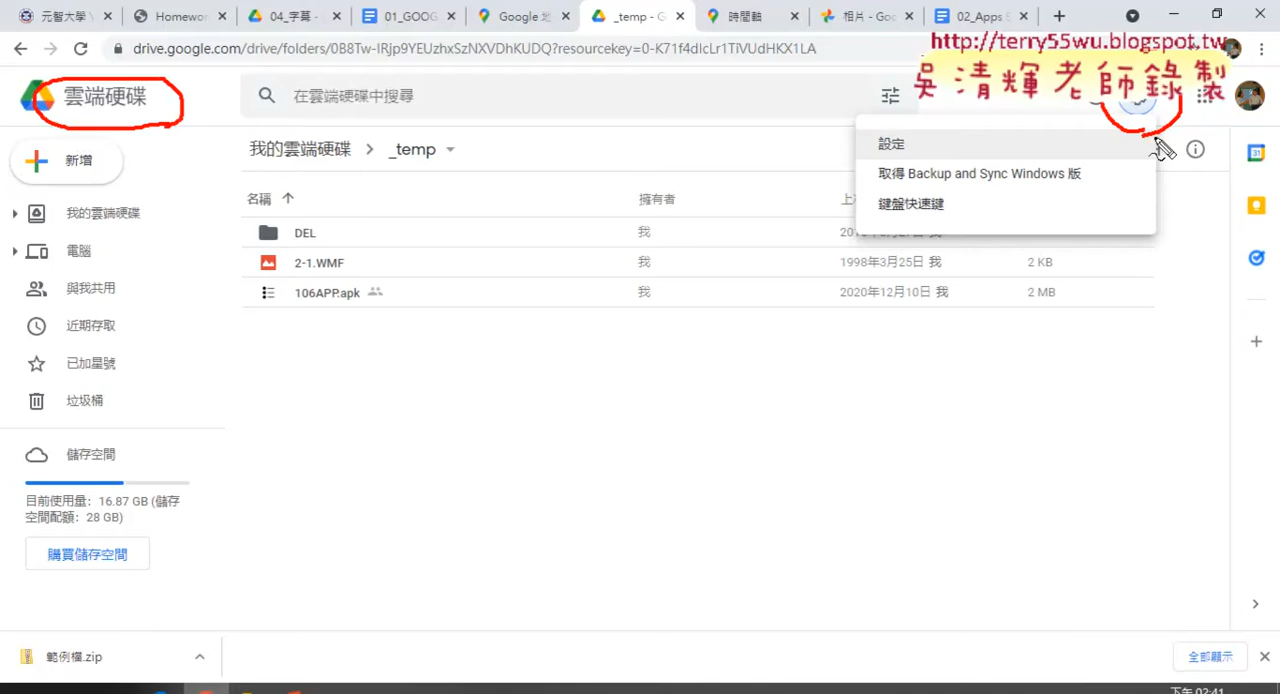 元智大學
Homewor
04_字幕 -
01_GOOG
Google 地
_temp - G
時間軸
相片 - Goo
02_Apps S
drive.google.com/drive/folders/0B8Tw-IRjp9YEUzhxSzNXVDhKUDQ?resourcekey=0-K71f4dIcLr1TiVUdHKX1LA
http://terry55wu.blogspot.tw
吳清輝老師錄製
雲端硬碟
在雲端硬碟中搜尋
新增
我的雲端硬碟
_temp
設定
取得 Backup and Sync Windows 版
鍵盤快速鍵
名稱
擁有者
我的雲端硬碟
電腦
與我共用
近期存取
已加星號
垃圾桶
DEL
我
我
2-1.WMF
我
1998年3月25日 我
2 KB
106APP.apk
我
2020年12月10日 我
2 MB
儲存空間
目前使用量：16.87 GB (儲存
空間配額：28 GB)
購買儲存空間
31
範例檔.zip
全部顯示
下午 02:41